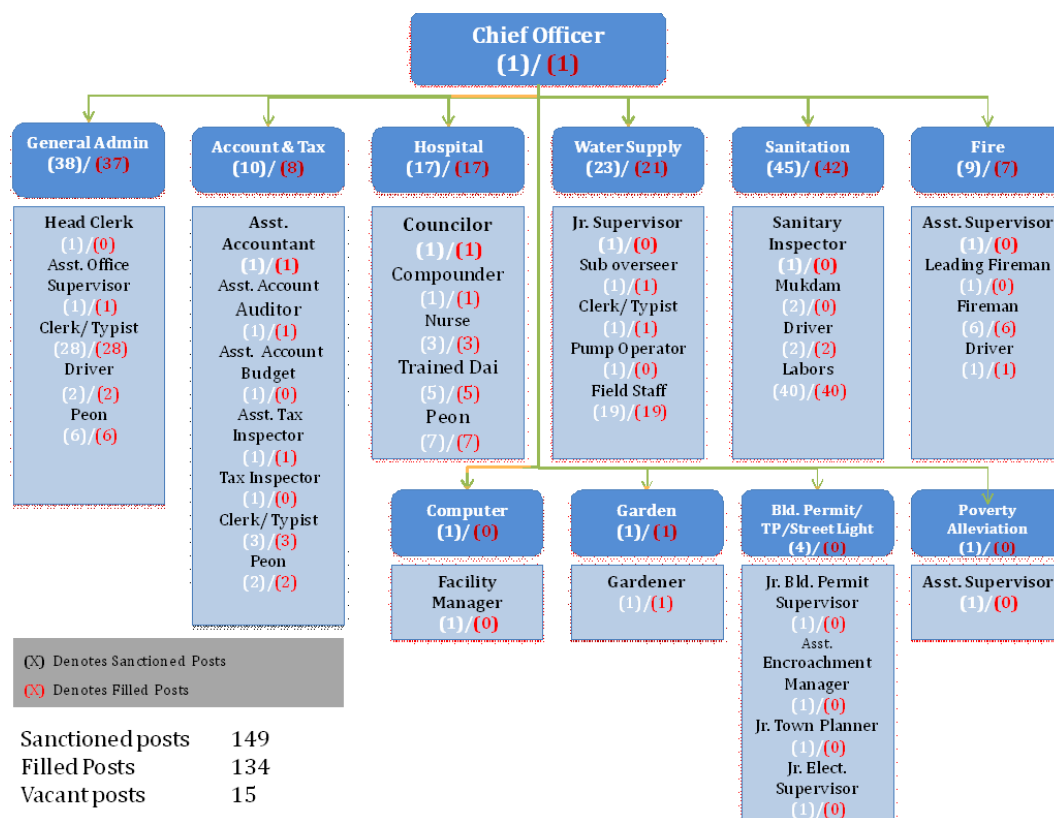 Chief Officer
(1)/ (1)
General Admin
(38)/ (37)
Head Clerk
(1)/(0)
Asst. Office
Supervisor
(1)/(1)
Clerk/ Typist
(28)/(28)
Driver
(2)/(2)
Peon
(6)/(6)
Account & Tax
(10)/ (8)
Asst.
Accountant
(1)/(1)
Asst. Account
Auditor
(1)/(1)
Asst. Account
Budget
(1)/(0)
Asst. Tax
Inspector
(1)/(1)
Tax Inspector
(1)/(0)
Clerk/ Typist
(3)/(3)
Peon
(2)/(2)
Hospital
(17)/ (17)
Councilor
(1)/(1)
Compounder
(1)/(1)
Nurse
(3)/(3)
Trained Dai
(5)/(5)
Peon
(7)/(7)
Water Supply
(23)/ (21)
Jr. Supervisor
(1)/(0)
Sub overseer
(1)/(1)
Clerk/ Typist
(1)/(1)
Pump Operator
(1)/(0)
Field Staff
(19)/(19)
Sanitation
(45)/ (42)
Sanitary
Inspector
(1)/(0)
Mukdam
(2)/(0)
Driver
(2)/(2)
Labors
(40)/(40)
Fire
(9)/(7)
Asst. Supervisor
(1)/(0)
Leading Fireman
(1)/(0)
Fireman
(6)/(6)
Driver
(1)/(1)
Computer
(1)/(0)
Facility
Manager
(1)/(0)
Garden
(1)/(1)
Gardener
(1)/(1)
Bld. Permit/
TP/Street Light
(4)/(0)
Jr. Bld. Permit
Supervisor
(1)/(0)
Asst.
Encroachment
Manager
(1)/(0)
Jr. Town Planner
(1)/(0)
Jr. Elect.
Supervisor
(1)/(0)
Poverty
Alleviation
(1)/(0)
Asst. Supervisor
(1)/(0)
(X) Denotes Sanctioned Posts
(X) Denotes Filled Posts
Sanctioned posts 149
Filled Posts 134
Vacant posts 15